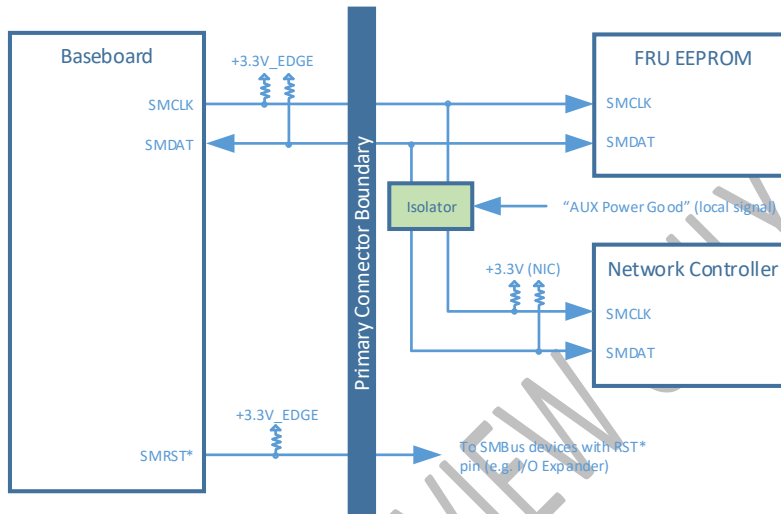 Baseboard
+3.3V_EDGE
SMCLK
SMDAT
FRU EEPROM
SMCLK
SMDAT
Primary Connector Boundary
Isolator
“AUX Power Good” (local signal)
+3.3V (NIC)
Network Controller
SMCLK
SMDAT
+3.3V_EDGE
SMRST*
To SMBus devices with RST*
pin (e.g. I/O Expander)
VIEW